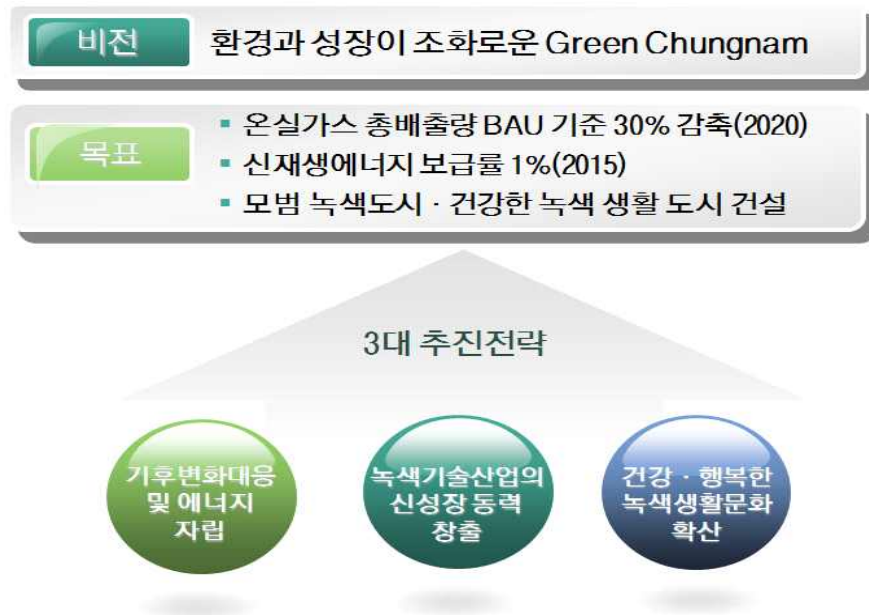 비전 환경과 성장이 조화로운 Green Chungnam
목표
▪ 온실가스 총배출량 BAU 기준 30% 감축(2020)
▪ 신재생에너지 보급률 1%(2015)
▪ 모범 녹색도시 · 건강한 녹색 생활 도시 건설
3대 추진전략
기후변화대응
및 에너지
자립
녹색기술산업의
신성장 동력
창출
건강 · 행복한
녹색생활문화
확산